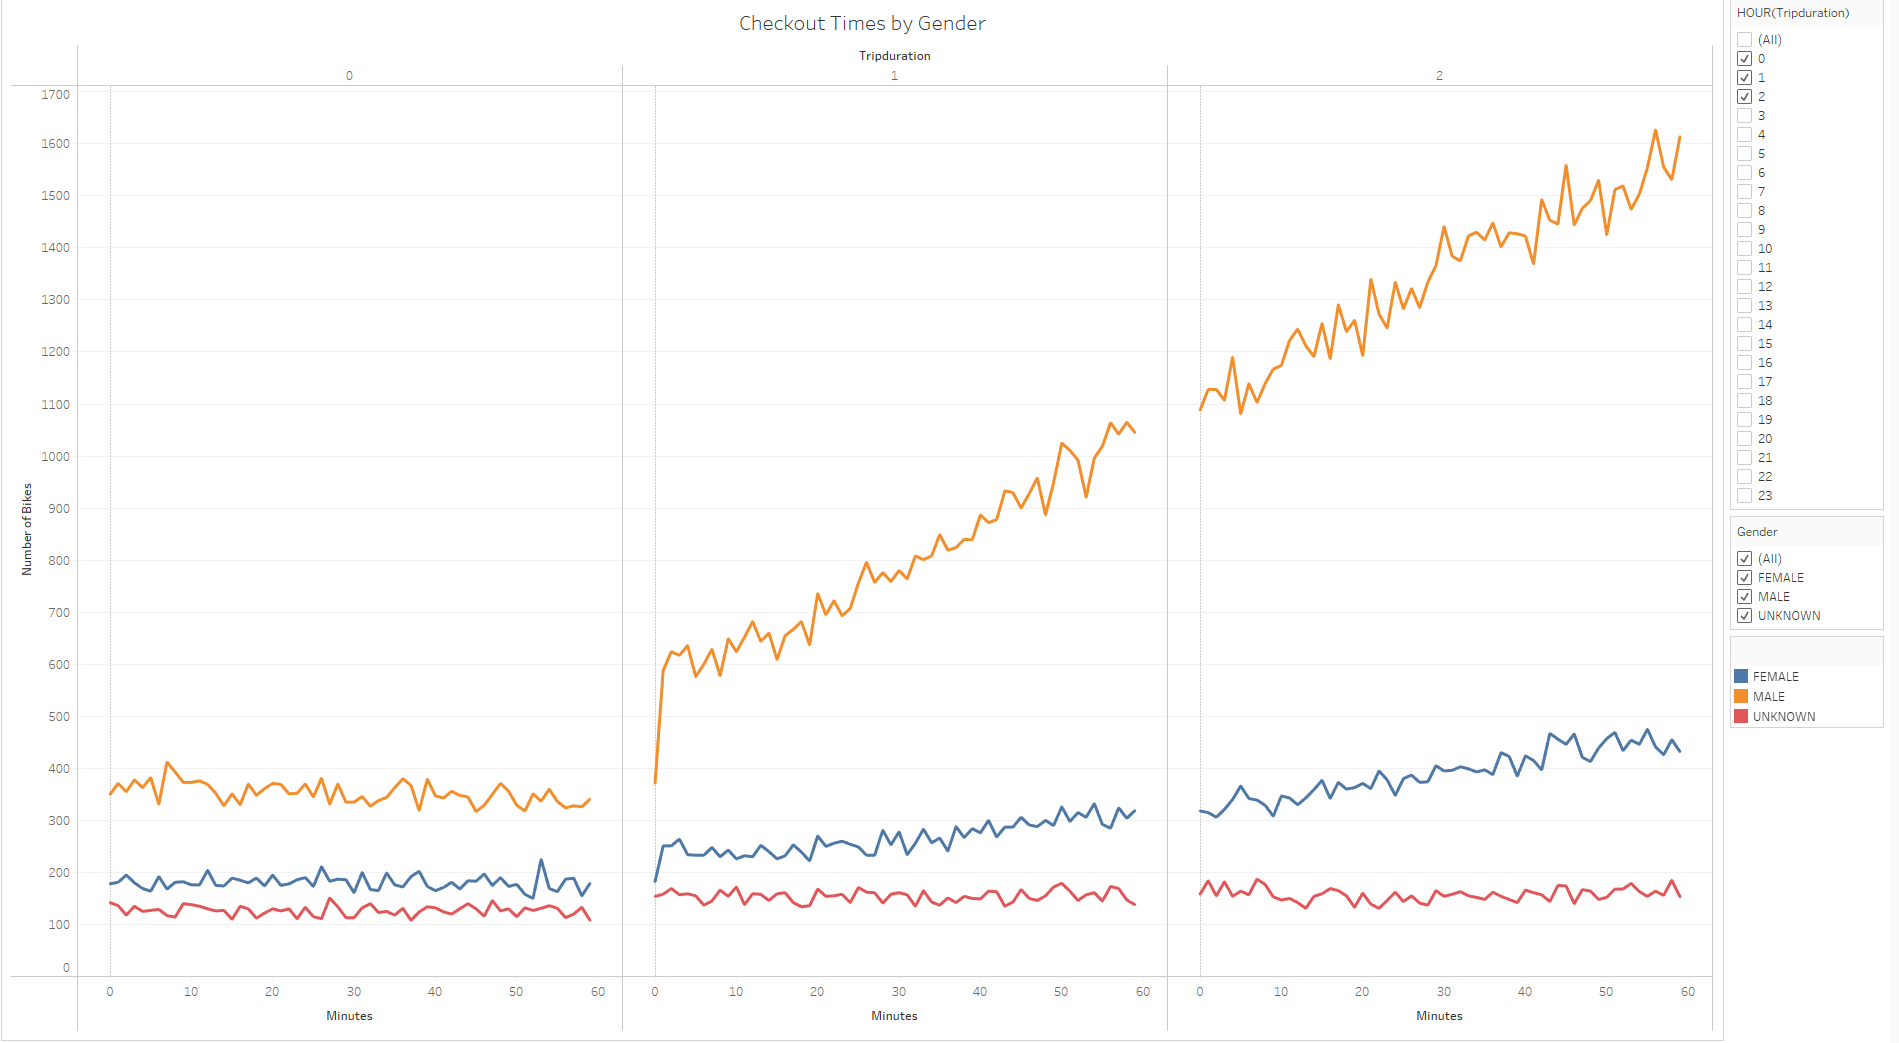 Checkout Times by Gender
Tripduration
0 1 2
1700
1600
1500
1400
1300
1200
1100
1000
900
800
700
600
500
400
300
200
100
0
Number of Bikes
0 10 20 30 40 50 60 0 10 20 30 40 50 60 0 10 20 30 40 50 60
Minutes Minutes Minutes
HOUR(Tripduration)
(All)
0
1
2
3
4
5
6
7
8
9
10
11
12
13
14
15
16
17
18
19
20
21
22
23
Gender
(All)
FEMALE
MALE
UNKNOWN
FEMALE
MALE
UNKNOWN